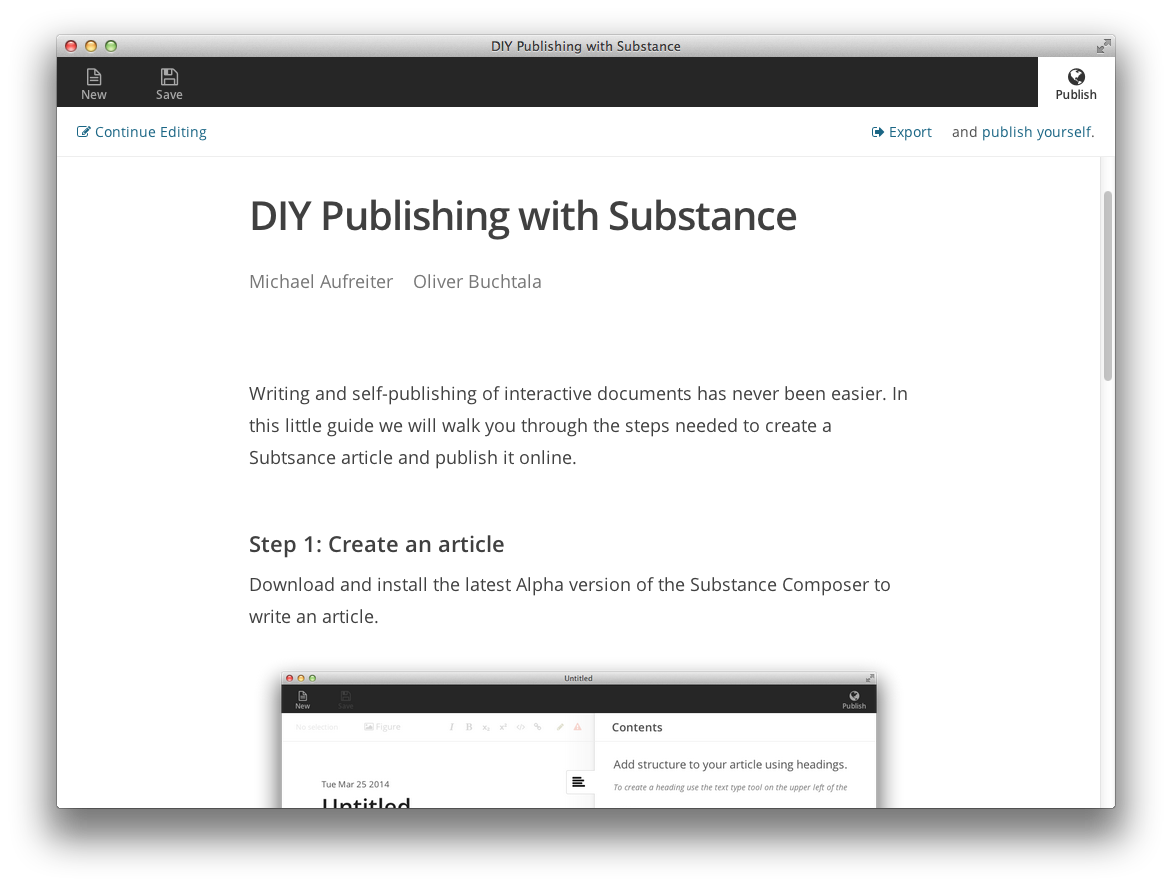 DIY Publishing with Substance
New
Save
Publish
Continue Editing
Export
and publish yourself.
DIY Publishing with Substance
Michael Aufreiter Oliver Buchtala
Writing and self-publishing of interactive documents has never been easier. In
this little guide we will walk you through the steps needed to create a
Subtsance article and publish it online.
Step 1: Create an article
Download and install the latest Alpha version of the Substance Composer to
write an article.
Untitled
New
Save
Publish
No selection
Figure
I B x₂ x² </>
Contents
Add structure to your article using headings.
To create a heading use the text type tool on the upper left of the
Tue Mar 25 2014
Untitled